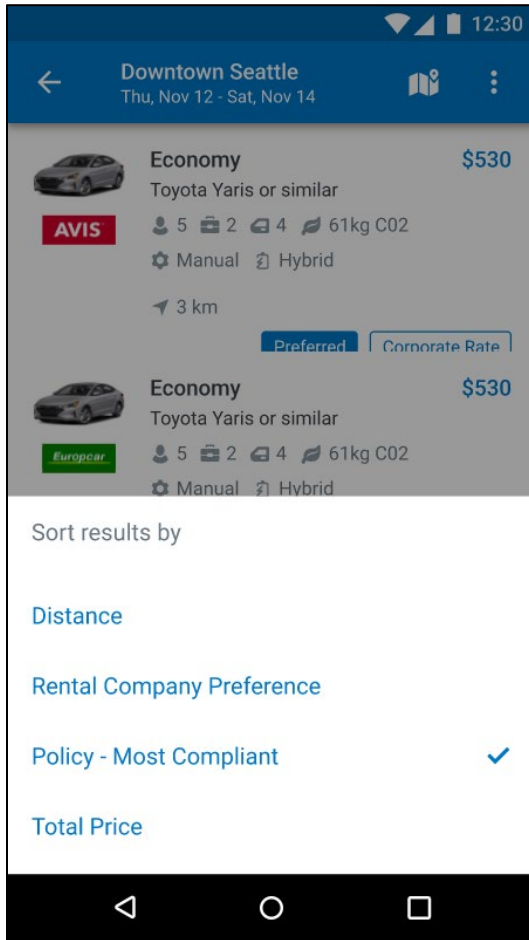 12:30
Downtown Seattle
Thu, Nov 12 - Sat, Nov 14
Economy $530
Toyota Yaris or similar
AVIS 5 2 4 61kg C02
Manual Hybrid
3 km
Preferred Corporate Rate
Economy $530
Toyota Yaris or similar
Europcar 5 2 4 61kg C02
Manual Hybrid
Sort results by
Distance
Rental Company Preference
Policy - Most Compliant
Total Price